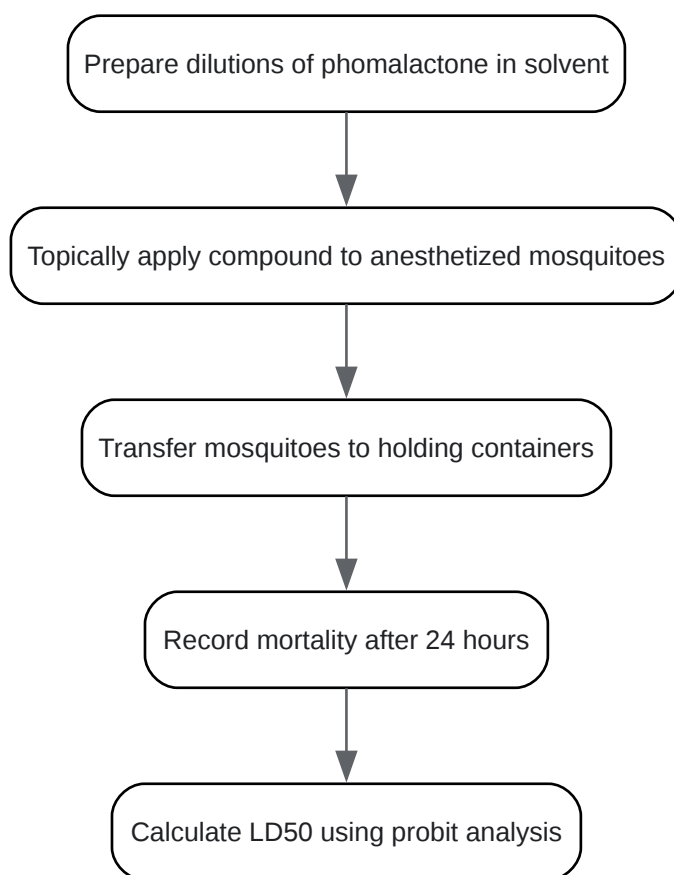 Prepare dilutions of phomalactone in solvent
Topically apply compound to anesthetized mosquitoes
Transfer mosquitoes to holding containers
Record mortality after 24 hours
Calculate LD50 using probit analysis